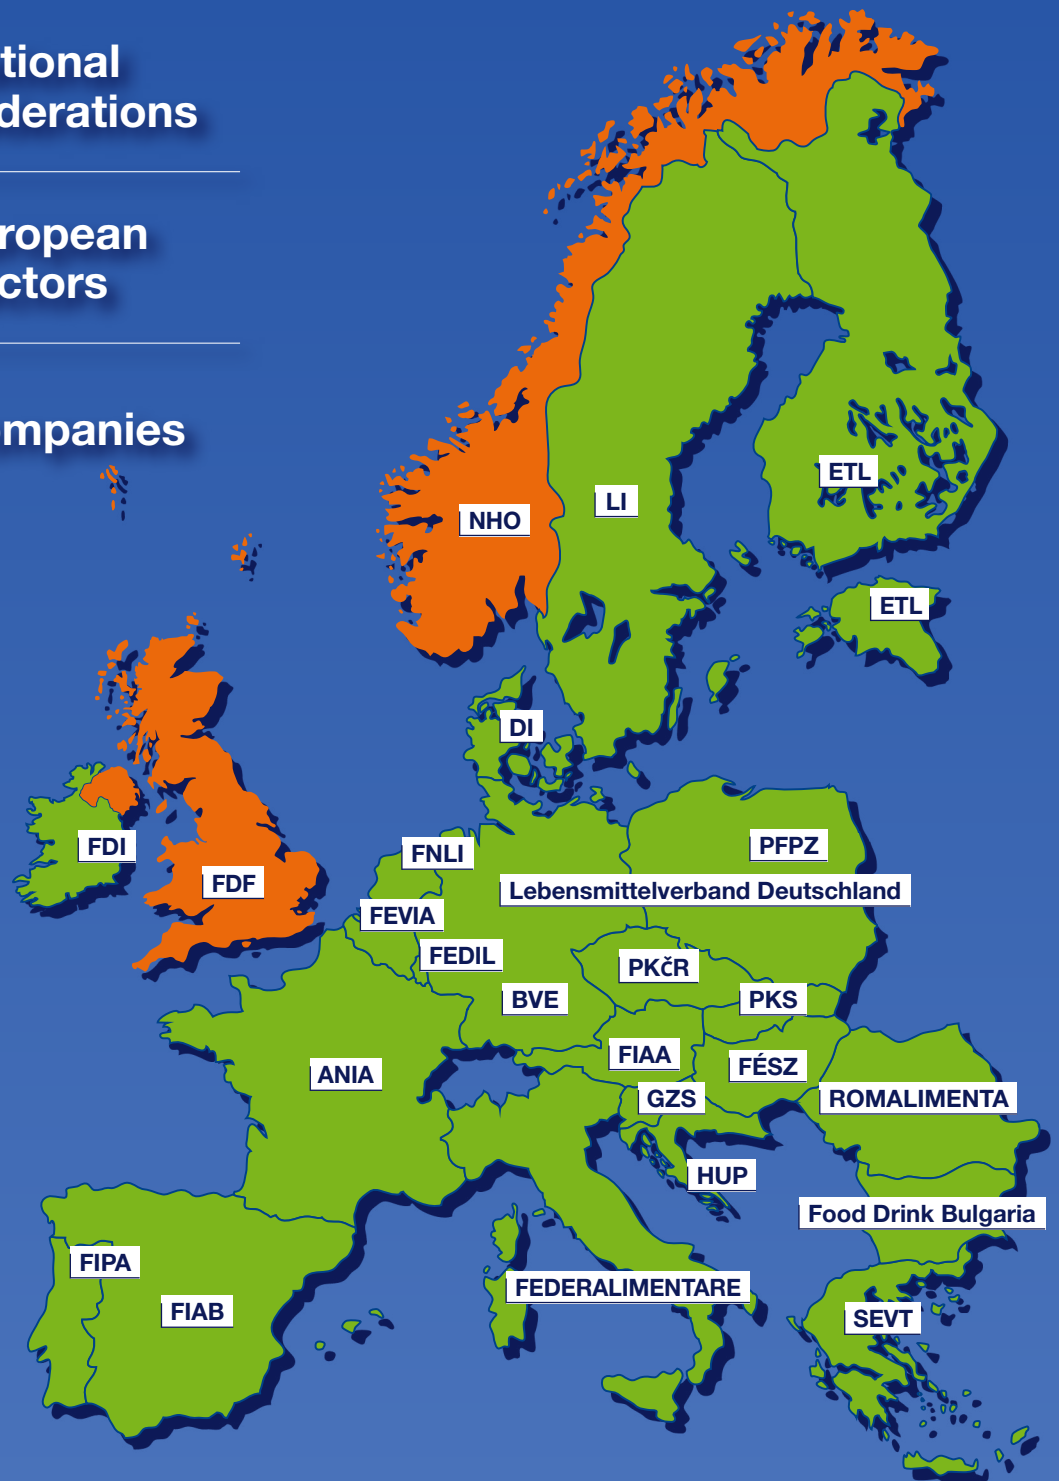 tional
derations
ropean
ctors
mpanies
ETL
LI
NHO
ETL
DI
FDI
FNLI
PFPZ
FDF
Lebensmittelverband Deutschland
FEVIA
FEDIL
PKČR
BVE
PKS
FIAA
FÉSZ
ANIA
GZS
ROMALIMENTA
HUP
Food Drink Bulgaria
FIPA
FEDERALIMENTARE
FIAB
SEVT